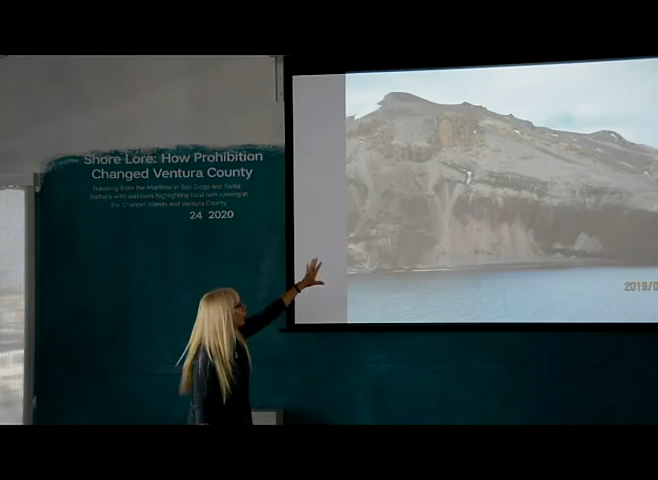 Shore Lore: How Prohibition
Changed Ventura County
Traveling from the Maritime in San Diego and Santa
Barbara with additions highlighting local rum-running in
the Channel Islands and Ventura County
24 2020
2019/0